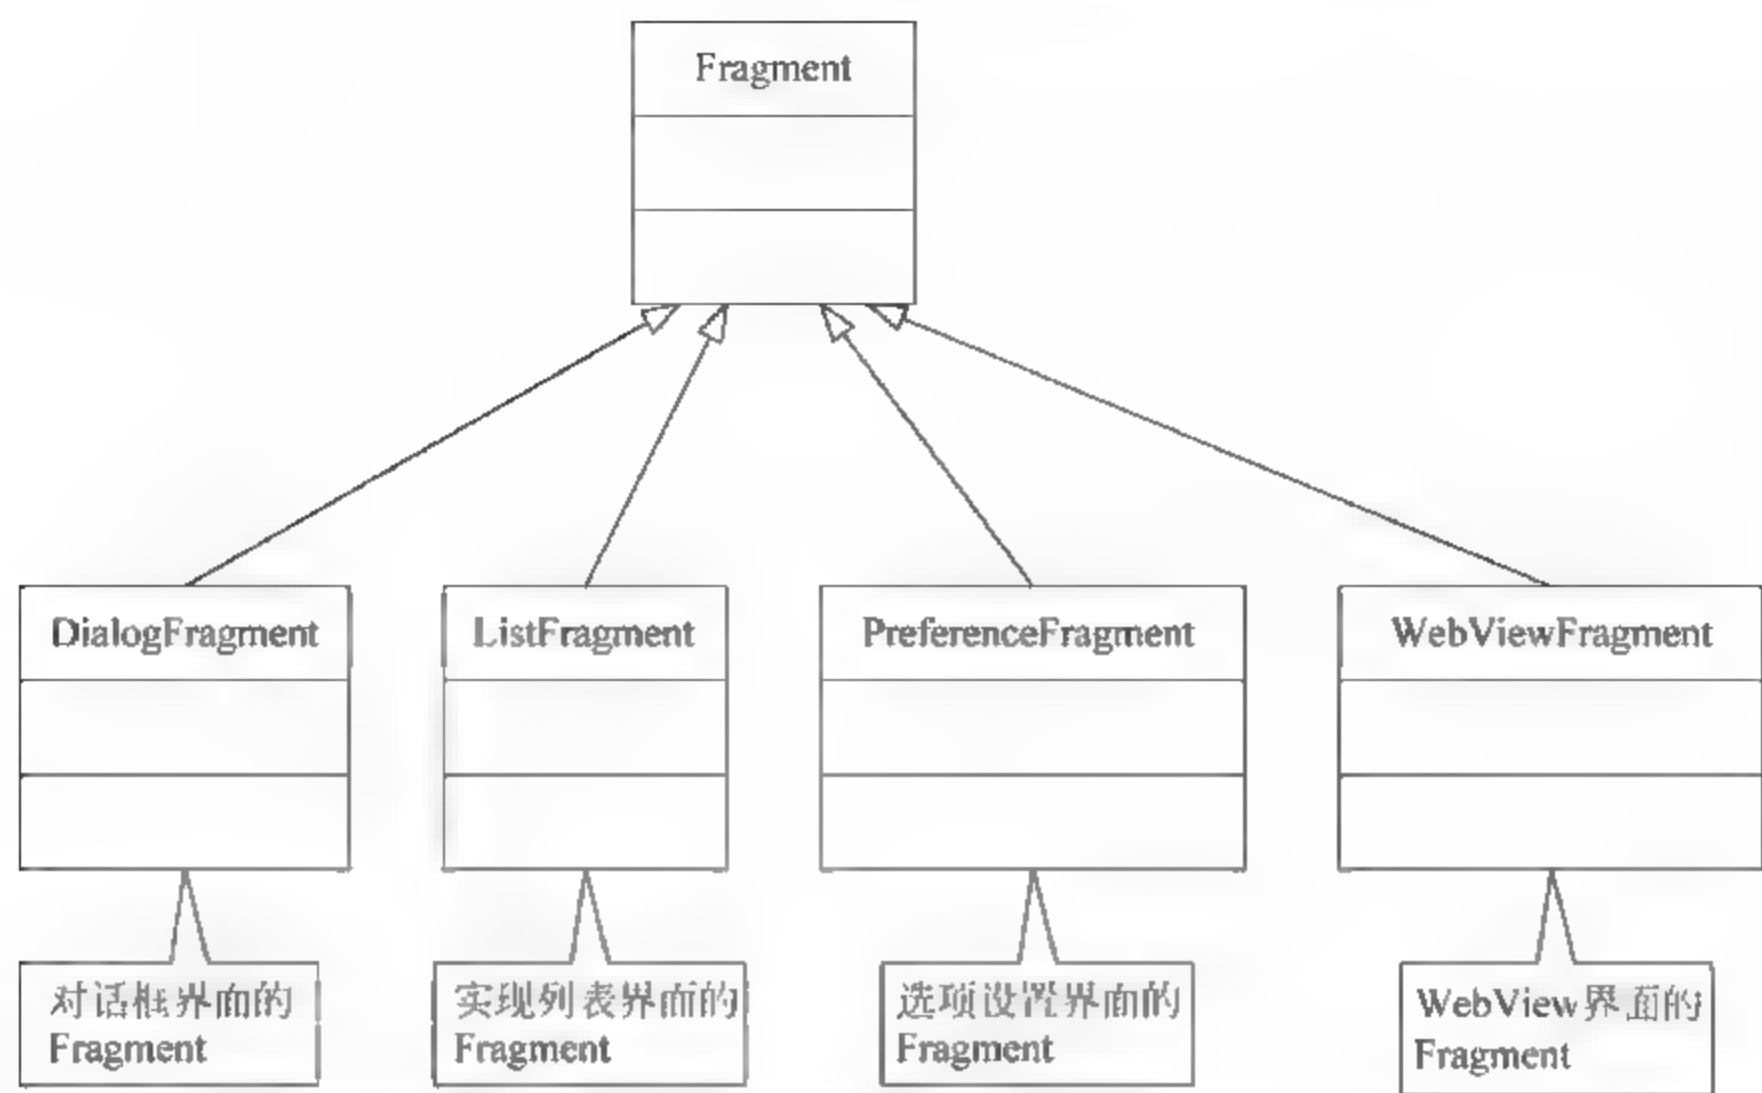 Fragment
DialogFragment
ListFragment
PreferenceFragment
WebViewFragment
对话框界面的
Fragment
实现列表界面的
Fragment
选项设置界面的
Fragment
WebView界面的
Fragment